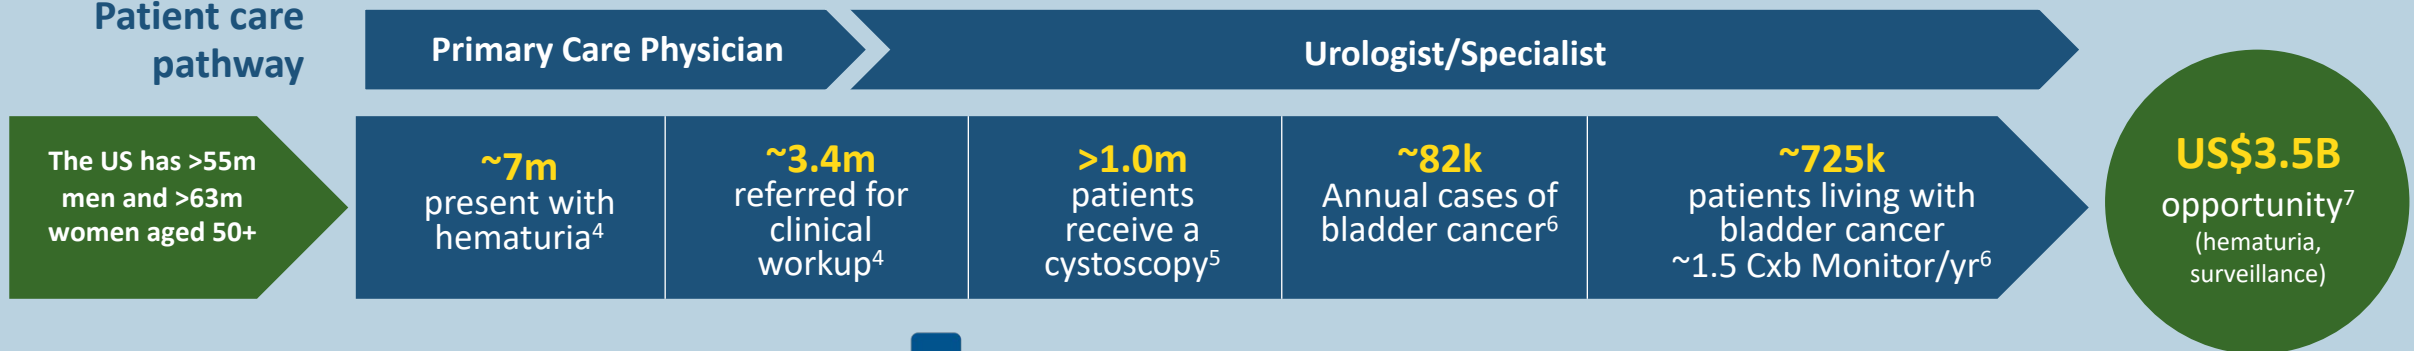 Patient care
pathway
Primary Care Physician
Urologist/Specialist
The US has >55m
men and >63m
women aged 50+
~7m
present with
hematuria⁴
~3.4m
referred for
clinical
workup⁴
>1.0m
patients
receive a
cystoscopy⁵
~82k
Annual cases of
bladder cancer⁶
~725k
patients living with
bladder cancer
~1.5 Cxb Monitor/yr⁶
US$3.5B
opportunity⁷
(hematuria,
surveillance)